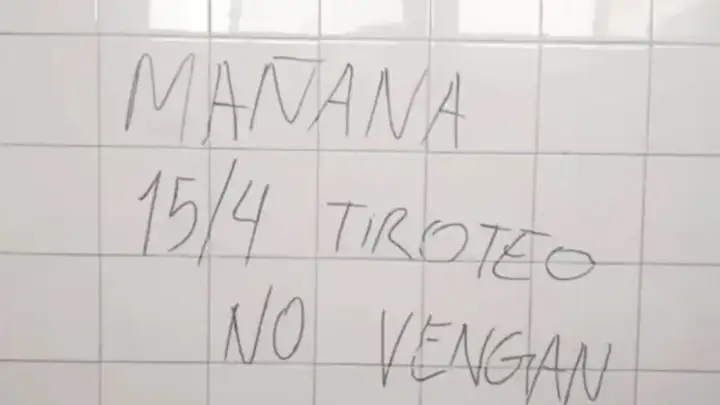 MAÑANA
15/4 TIROTEO
NO VENGAN